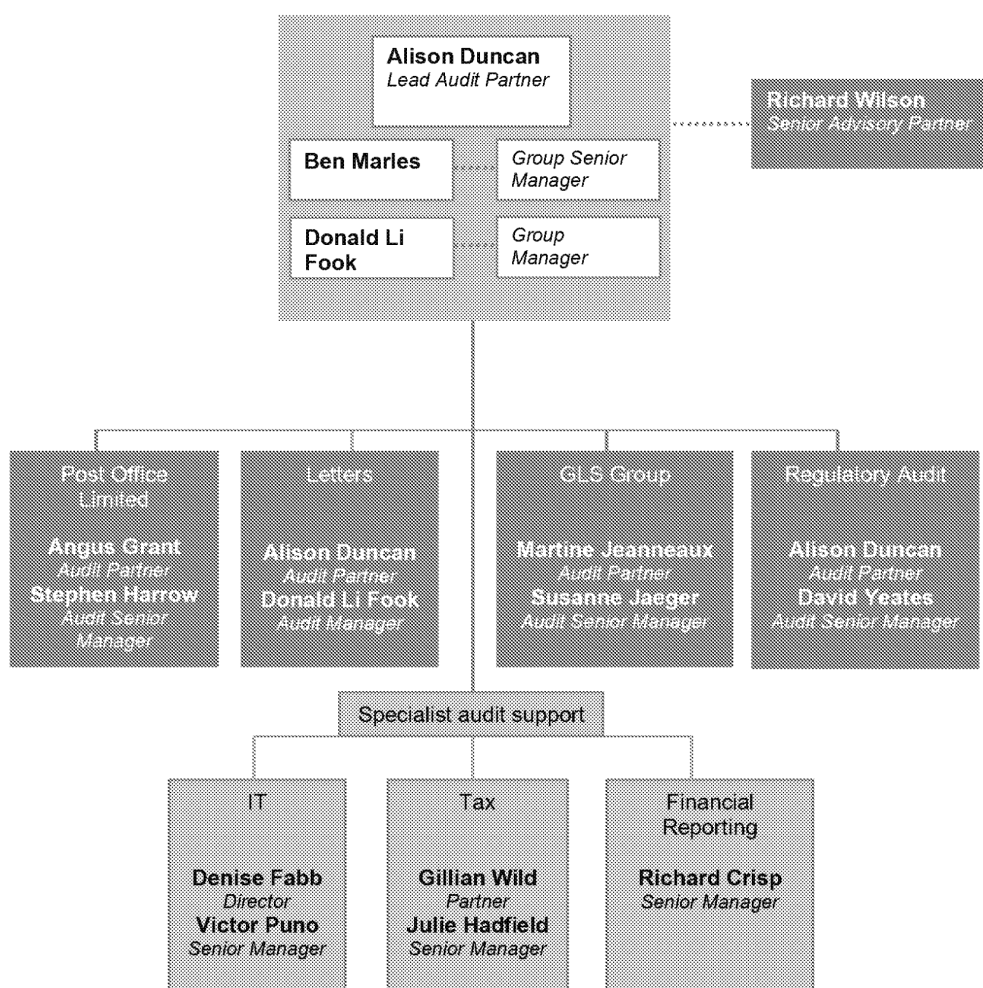 Alison Duncan
Lead Audit Partner
Richard Wilson
Senior Advisory Partner
Ben Marles
Group Senior
Manager
Donald Li
Fook
Group
Manager
Post Office
Limited
Angus Grant
Audit Partner
Stephen Harrow
Audit Senior
Manager
Letters
Alison Duncan
Audit Partner
Donald Li Fook
Audit Manager
GLS Group
Martine Jeanneaux
Audit Partner
Susanne Jaeger
Audit Senior Manager
Regulatory Audit
Alison Duncan
Audit Partner
David Yeates
Audit Senior Manager
Specialist audit support
IT
Denise Fabb
Director
Victor Puno
Senior Manager
Tax
Gillian Wild
Partner
Julie Hadfield
Senior Manager
Financial
Reporting
Richard Crisp
Senior Manager